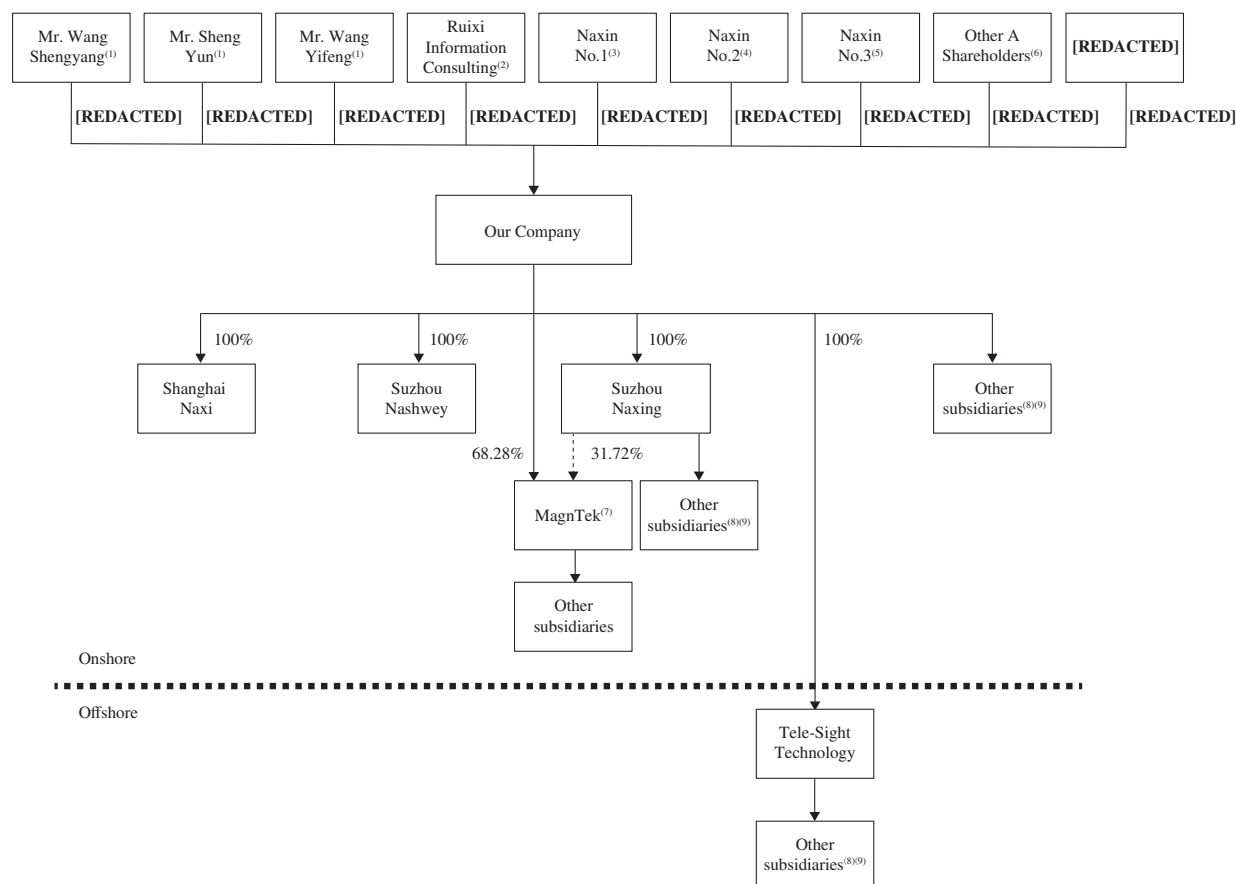 Mr. Wang
Shengyang(1)
Mr. Sheng
Yun(1)
Mr. Wang
Yifeng(1)
Ruixi
Information
Consulting(2)
Naxin
No.1(3)
Naxin
No.2(4)
Naxin
No.3(5)
Other A
Shareholders(6)
[REDACTED]
[REDACTED]
[REDACTED]
[REDACTED]
[REDACTED]
[REDACTED]
[REDACTED]
[REDACTED]
[REDACTED]
[REDACTED]
Our Company
100%
100%
100%
100%
Shanghai
Naxi
Suzhou
Nashwey
Suzhou
Naxing
Other
subsidiaries(8)(9)
68.28%
31.72%
MagnTek(7)
Other
subsidiaries(8)(9)
Other
subsidiaries
Onshore
Offshore
Tele-Sight
Technology
Other
subsidiaries(8)(9)